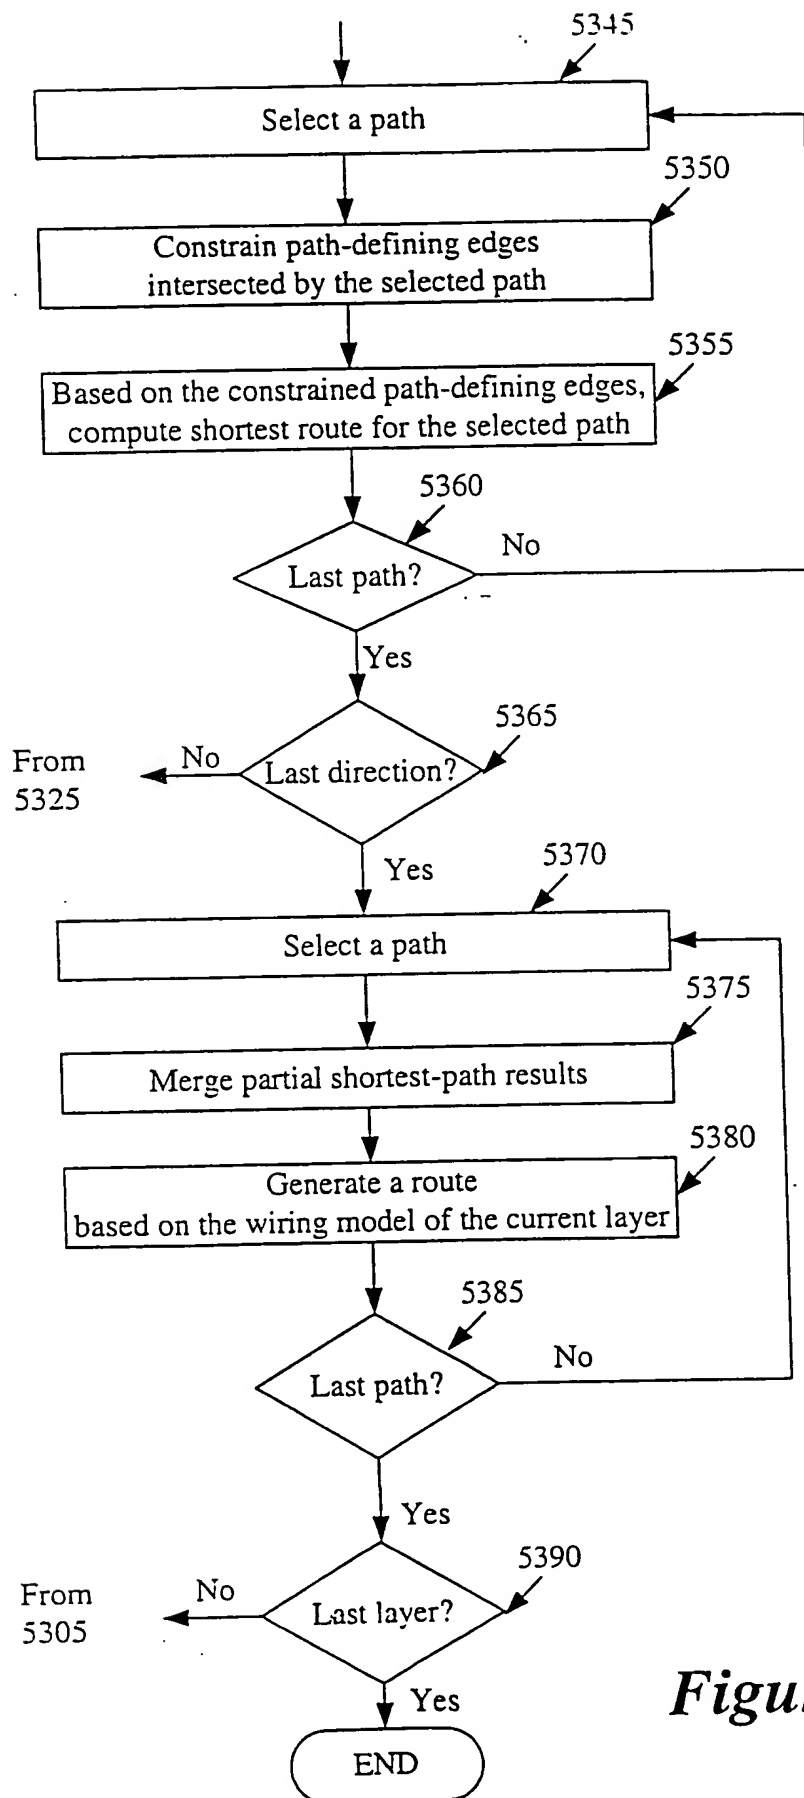 5345
Select a path
5350
Constrain path-defining edges
intersected by the selected path
5355
Based on the constrained path-defining edges,
compute shortest route for the selected path
5360
Last path?
No
Yes
5365
Last direction?
No
From
5325
Yes
5370
Select a path
5375
Merge partial shortest-path results
5380
Generate a route
based on the wiring model of the current layer
5385
Last path?
No
Yes
5390
Last layer?
No
From
5305
Yes
END